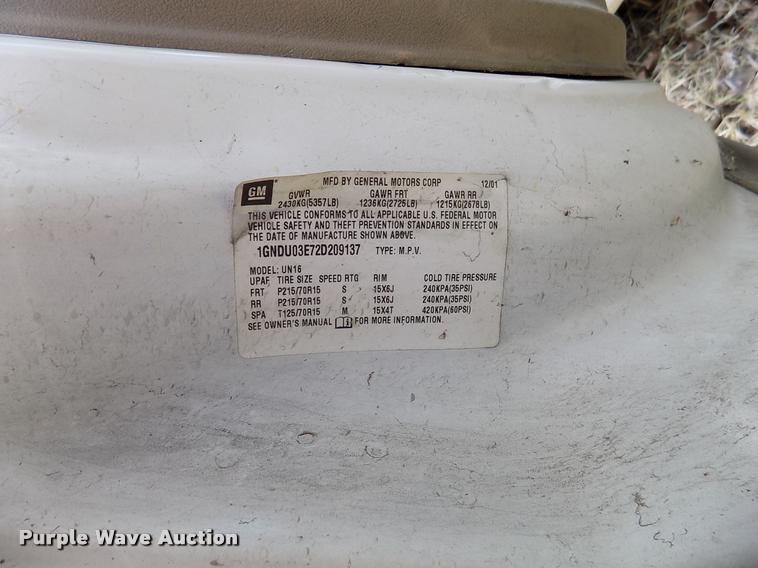 MFD BY GENERAL MOTORS CORP 12/01
GM
GVWR GAWR FRT GAWR RR
2430KG(5357LB) 1236KG(2725LB) 1215KG(2678LB)
THIS VEHICLE CONFORMS TO ALL APPLICABLE U.S. FEDERAL MOTOR
VEHICLE SAFETY AND THEFT PREVENTION STANDARDS IN EFFECT ON
THE DATE OF MANUFACTURE SHOWN ABOVE.
1GNDU03E72D209137 TYPE: M.P.V.
MODEL: UN16
UPAF TIRE SIZE SPEED RTG RIM COLD TIRE PRESSURE
FRT P215/70R15 S 15X6J 240KPA(35PSI)
RR P215/70R15 S 15X6J 240KPA(35PSI)
SPA T125/70R15 M 15X4T 420KPA(60PSI)
SEE OWNER'S MANUAL FOR MORE INFORMATION.
Purple Wave Auction